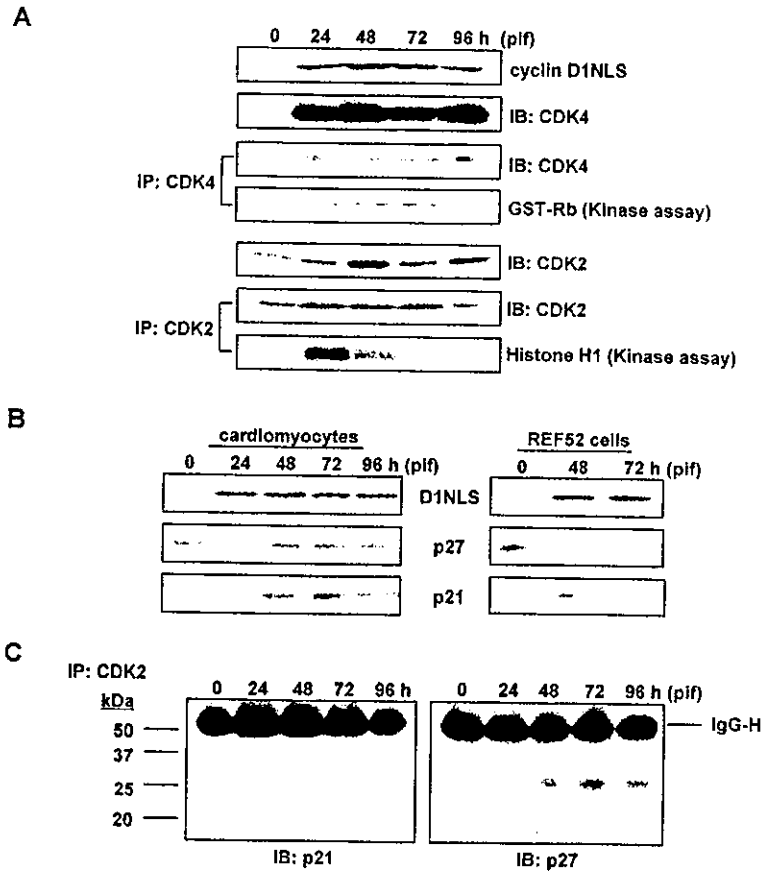 A
0 24 48 72 96 h (pif)
cyclin D1NLS
IB: CDK4
IP: CDK4
IB: CDK4
GST-Rb (Kinase assay)
IB: CDK2
IP: CDK2
IB: CDK2
Histone H1 (Kinase assay)
B
cardiomyocytes
REF52 cells
0 24 48 72 96 h (pif)
0 48 72 h (pif)
D1NLS
p27
p21
C
IP: CDK2
0 24 48 72 96 h
0 24 48 72 96 h (pif)
kDa
50
IgG-H
37
25
20
IB: p21
IB: p27